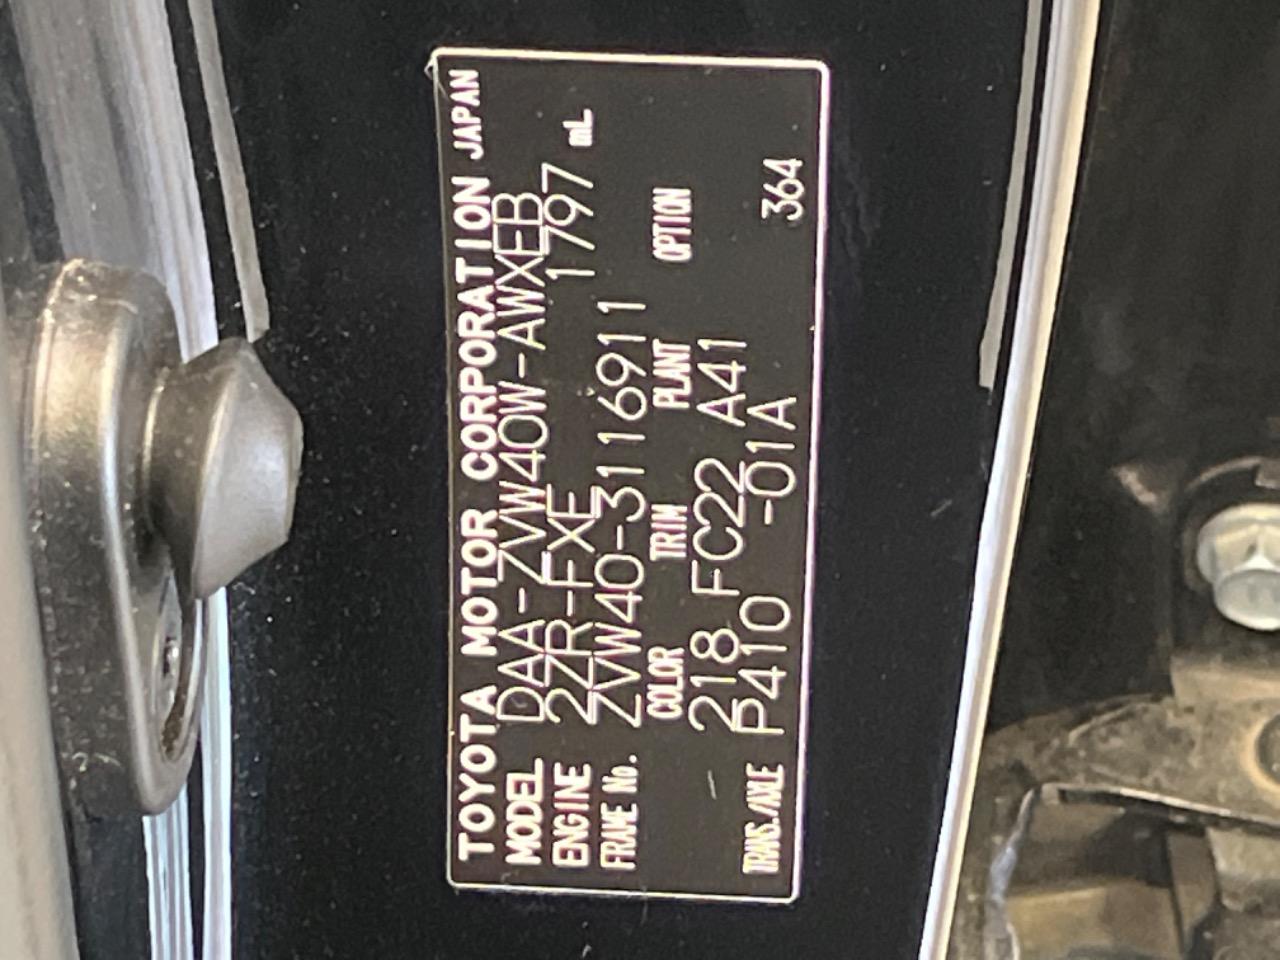 TOYOTA MOTOR CORPORATION JAPAN
MODEL DAA-ZVW40W-AWXEB
ENGINE 2ZR-FXE 1797 mL
FRAME No. ZVW40-3116911
COLOR TRIM PLANT OPTION
218 FC22 A41
TRANS./AXLE P410 -01A 364